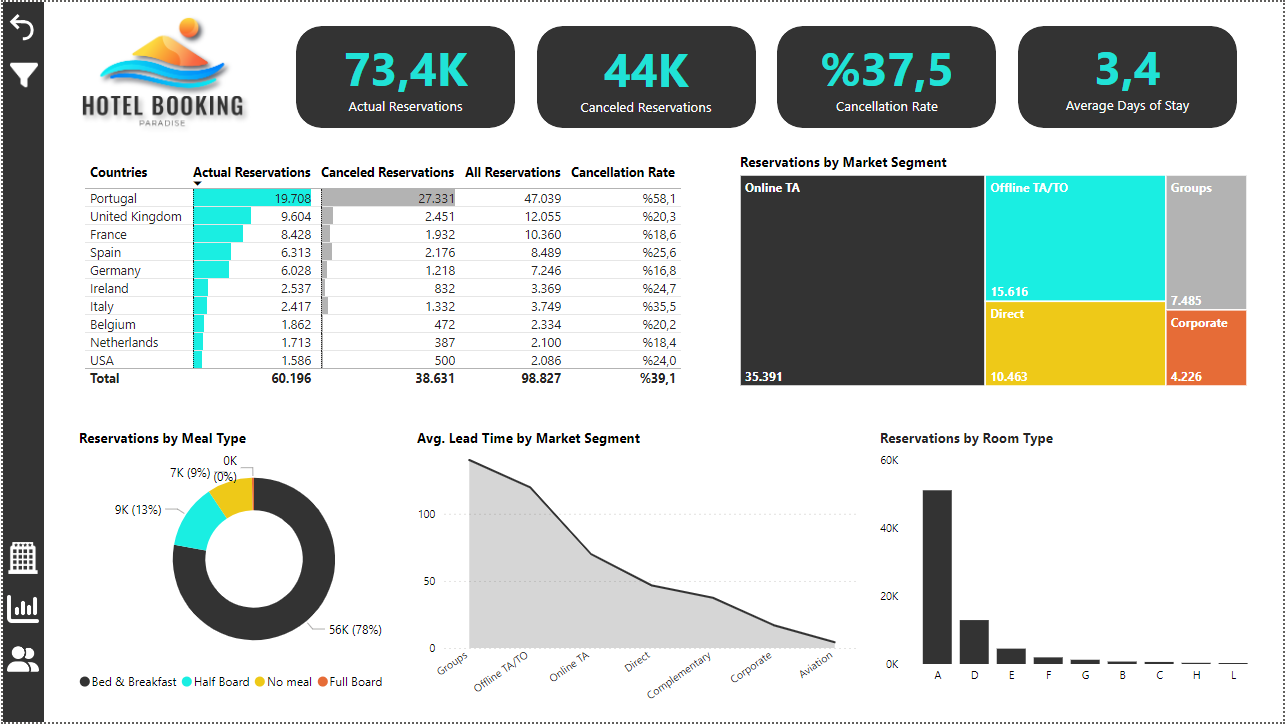 HOTEL BOOKING
PARADISE
73,4K
Actual Reservations
44K
Canceled Reservations
%37,5
Cancellation Rate
3,4
Average Days of Stay
Countries Actual Reservations Canceled Reservations All Reservations Cancellation Rate
Portugal 19.708 27.331 47.039 %58,1
United Kingdom 9.604 2.451 12.055 %20,3
France 8.428 1.932 10.360 %18,6
Spain 6.313 2.176 8.489 %25,6
Germany 6.028 1.218 7.246 %16,8
Ireland 2.537 832 3.369 %24,7
Italy 2.417 1.332 3.749 %35,5
Belgium 1.862 472 2.334 %20,2
Netherlands 1.713 387 2.100 %18,4
USA 1.586 500 2.086 %24,0
Total 60.196 38.631 98.827 %39,1
Reservations by Market Segment
Online TA
35.391
Offline TA/TO
15.616
Direct
10.463
Groups
7.485
Corporate
4.226
Reservations by Meal Type
0K
(0%)
7K (9%)
9K (13%)
56K (78%)
Bed & Breakfast Half Board No meal Full Board
Avg. Lead Time by Market Segment
100
50
0
Groups Offline TA/TO Online TA Direct Complementary Corporate Aviation
Reservations by Room Type
60K
40K
20K
0K
A D E F G B C H L